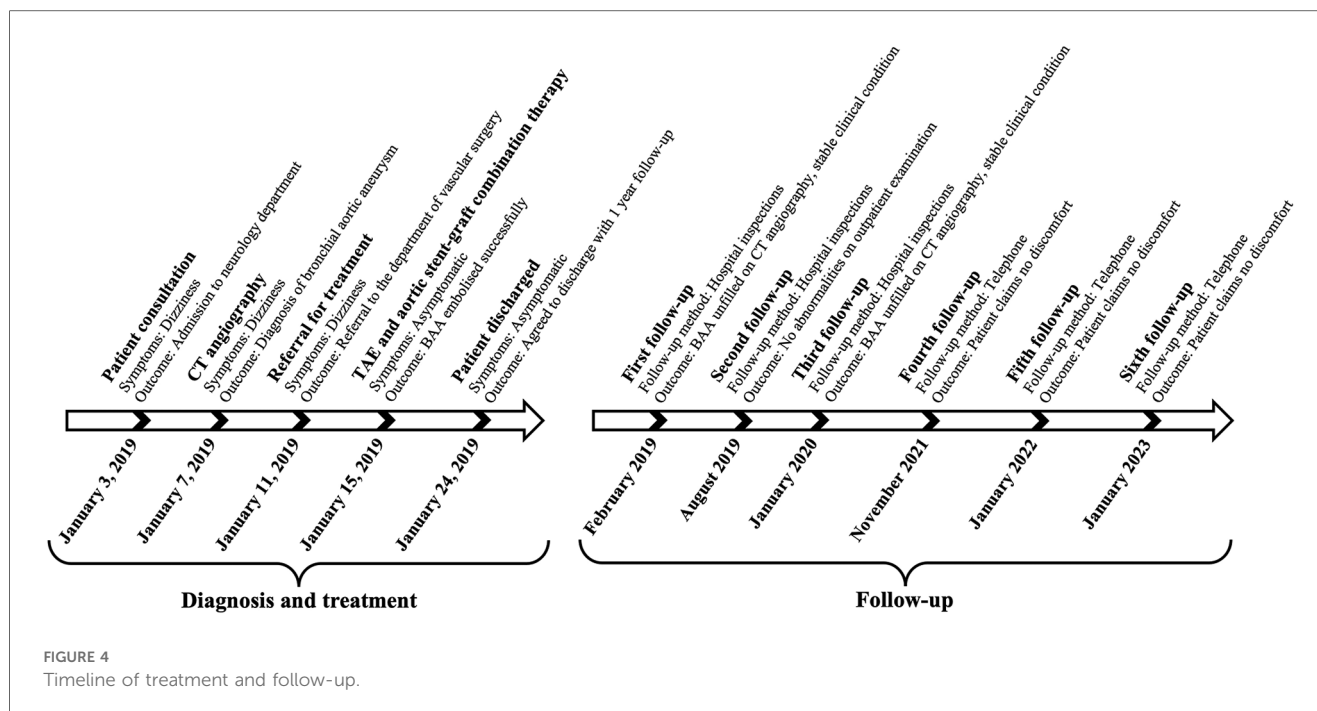 Patient consultation
Symptoms: Dizziness
Outcome: Admission to neurology department
CT angiography
Symptoms: Dizziness
Outcome: Diagnosis of bronchial aortic aneurysm
Referral for treatment
Symptoms: Dizziness
Outcome: Referral to the department of vascular surgery
TAE and aortic stent-graft combination therapy
Symptoms: Asymptomatic
Outcome: BAA embolised successfully
Patient discharged
Symptoms: Asymptomatic
Outcome: Agreed to discharge with 1 year follow-up
January 3, 2019
January 7, 2019
January 11, 2019
January 15, 2019
January 24, 2019
Diagnosis and treatment
First follow-up
Follow-up method: Hospital inspections
Outcome: BAA unfilled on CT angiography, stable clinical condition
Second follow-up
Follow-up method: Hospital inspections
Outcome: No abnormalities on outpatient examination
Third follow-up
Follow-up method: Hospital inspections
Outcome: BAA unfilled on CT angiography, stable clinical condition
Fourth follow-up
Follow-up method: Telephone
Outcome: Patient claims no discomfort
Fifth follow-up
Follow-up method: Telephone
Outcome: Patient claims no discomfort
Sixth follow-up
Follow-up method: Telephone
Outcome: Patient claims no discomfort
February 2019
August 2019
January 2020
November 2021
January 2022
January 2023
Follow-up
FIGURE 4
Timeline of treatment and follow-up.